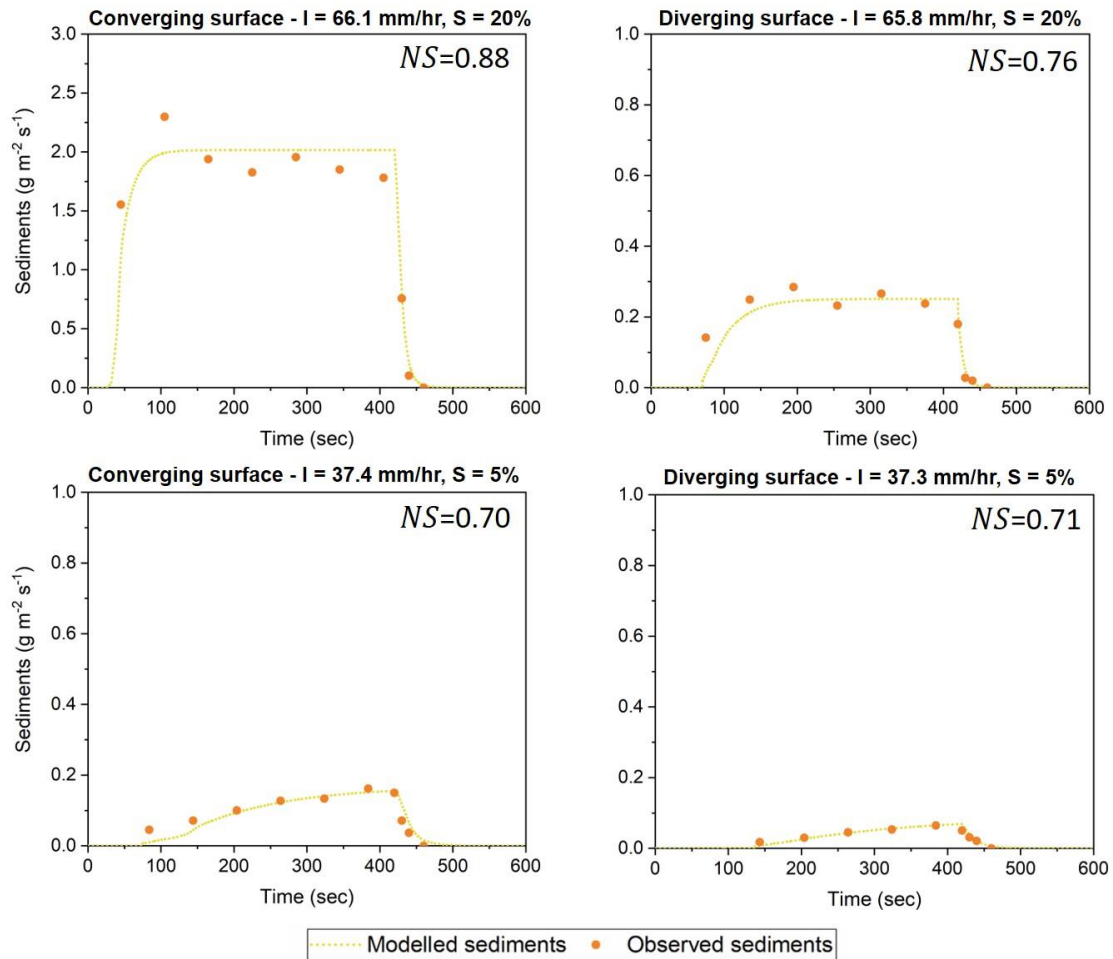 Converging surface - I = 66.1 mm/hr, S = 20%
NS=0.88
Sediments (g m⁻² s⁻¹)
3.0
2.5
2.0
1.5
1.0
0.5
0.0
0 100 200 300 400 500 600
Time (sec)
Diverging surface - I = 65.8 mm/hr, S = 20%
NS=0.76
1.0
0.8
0.6
0.4
0.2
0.0
0 100 200 300 400 500 600
Time (sec)
Converging surface - I = 37.4 mm/hr, S = 5%
NS=0.70
Sediments (g m⁻² s⁻¹)
1.0
0.8
0.6
0.4
0.2
0.0
0 100 200 300 400 500 600
Time (sec)
Diverging surface - I = 37.3 mm/hr, S = 5%
NS=0.71
1.0
0.8
0.6
0.4
0.2
0.0
0 100 200 300 400 500 600
Time (sec)
Modelled sediments Observed sediments